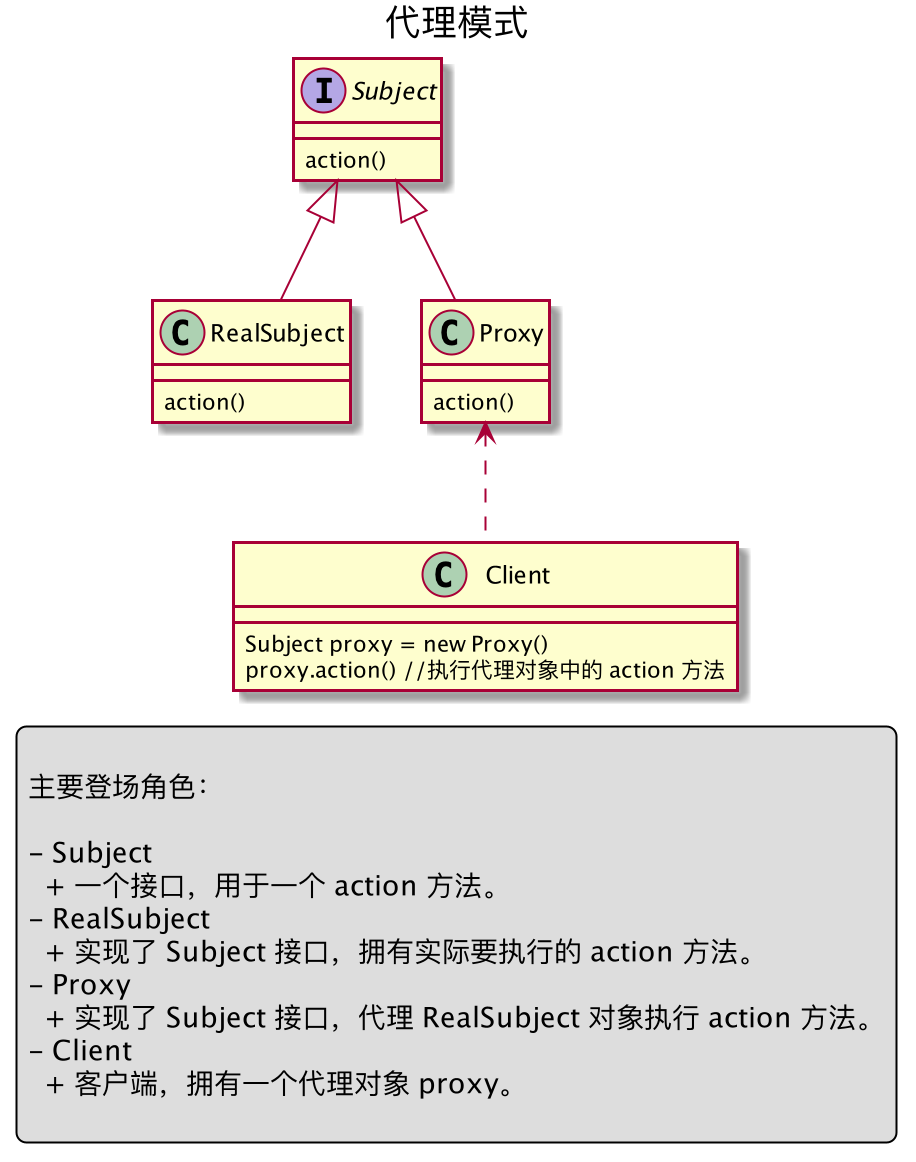 代理模式
I Subject
action()
C RealSubject
action()
C Proxy
action()
C Client
Subject proxy = new Proxy()
proxy.action() //执行代理对象中的 action 方法
主要登场角色：
- Subject
+ 一个接口，用于一个 action 方法。
- RealSubject
+ 实现了 Subject 接口，拥有实际要执行的 action 方法。
- Proxy
+ 实现了 Subject 接口，代理 RealSubject 对象执行 action 方法。
- Client
+ 客户端，拥有一个代理对象 proxy。